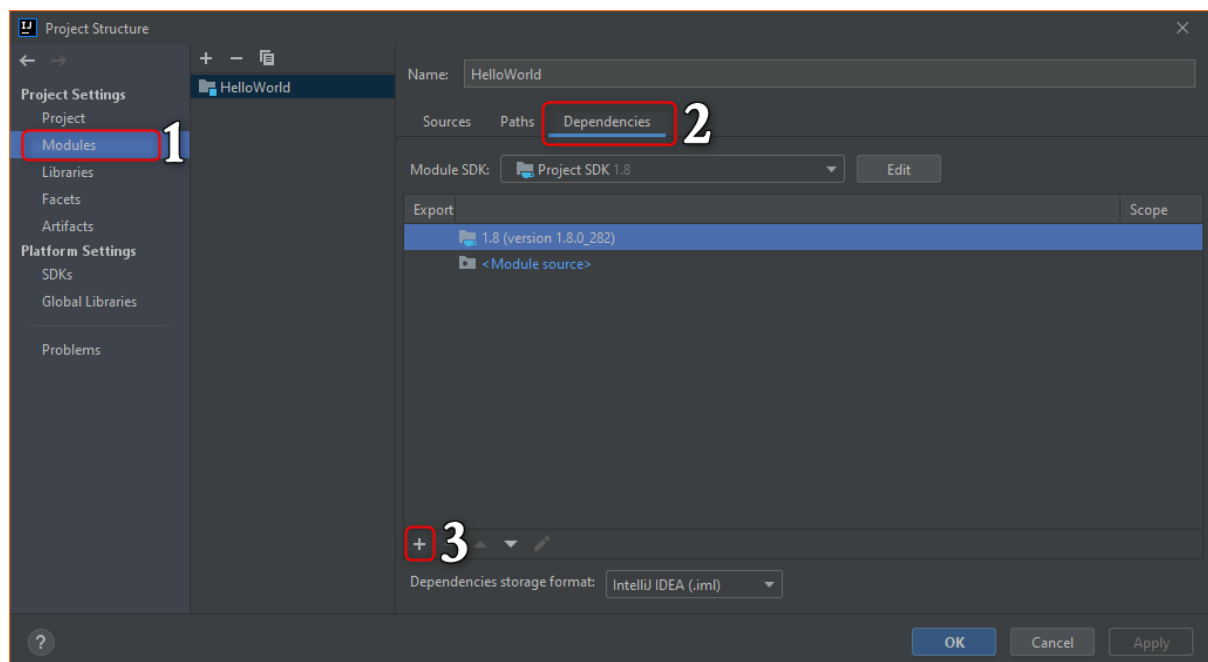 IJ Project Structure
Project Settings
Project
Modules
1
Libraries
Facets
Artifacts
Platform Settings
SDKs
Global Libraries
Problems
HelloWorld
Name: HelloWorld
Sources Paths Dependencies 2
Module SDK: Project SDK 1.8 Edit
Export Scope
1.8 (version 1.8.0_282)
<Module source>
3
Dependencies storage format: IntelliJ IDEA (.iml)
? OK Cancel Apply